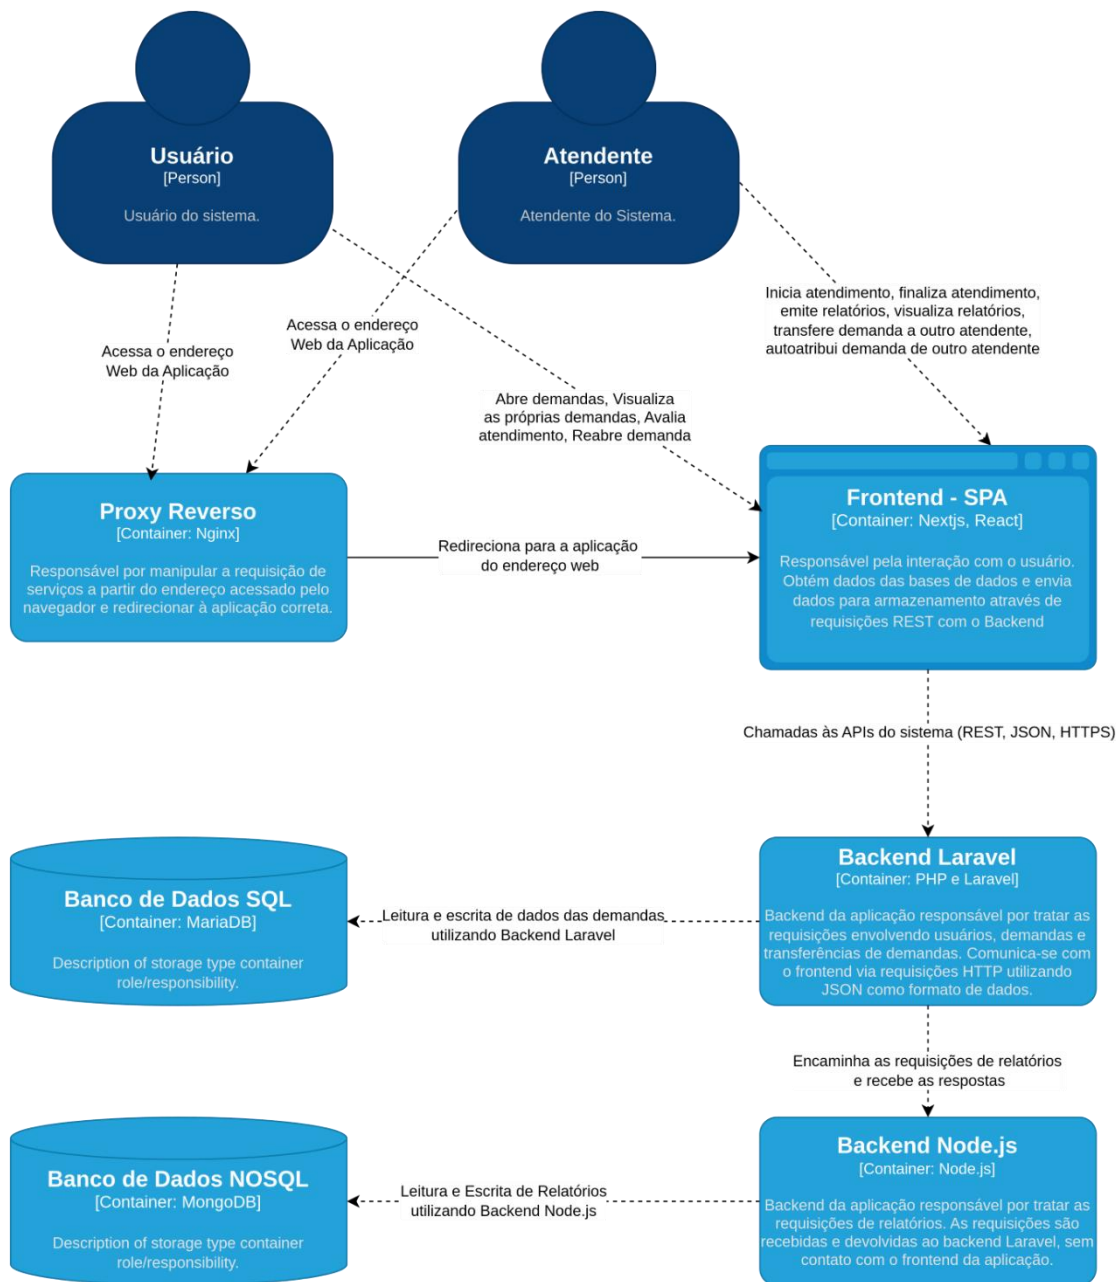 Usuário
[Person]
Usuário do sistema.
Atendente
[Person]
Atendente do Sistema.
Acessa o endereço
Web da Aplicação
Acessa o endereço
Web da Aplicação
Inicia atendimento, finaliza atendimento,
emite relatórios, visualiza relatórios,
transfere demanda a outro atendente,
autoatribui demanda de outro atendente
Abre demandas, Visualiza
as próprias demandas, Avalia
atendimento, Reabre demanda
Proxy Reverso
[Container: Nginx]
Responsável por manipular a requisição de
serviços a partir do endereço acessado pelo
navegador e redirecionar à aplicação correta.
Redireciona para a aplicação
do endereço web
Frontend - SPA
[Container: Nextjs, React]
Responsável pela interação com o usuário.
Obtém dados das bases de dados e envia
dados para armazenamento através de
requisições REST com o Backend
Chamadas às APIs do sistema (REST, JSON, HTTPS)
Banco de Dados SQL
[Container: MariaDB]
Description of storage type container
role/responsibility.
Leitura e escrita de dados das demandas
utilizando Backend Laravel
Backend Laravel
[Container: PHP e Laravel]
Backend da aplicação responsável por tratar as
requisições envolvendo usuários, demandas e
transferências de demandas. Comunica-se com
o frontend via requisições HTTP utilizando
JSON como formato de dados.
Encaminha as requisições de relatórios
e recebe as respostas
Banco de Dados NOSQL
[Container: MongoDB]
Description of storage type container
role/responsibility.
Leitura e Escrita de Relatórios
utilizando Backend Node.js
Backend Node.js
[Container: Node.js]
Backend da aplicação responsável por tratar as
requisições de relatórios. As requisições são
recebidas e devolvidas ao backend Laravel, sem
contato com o frontend da aplicação.